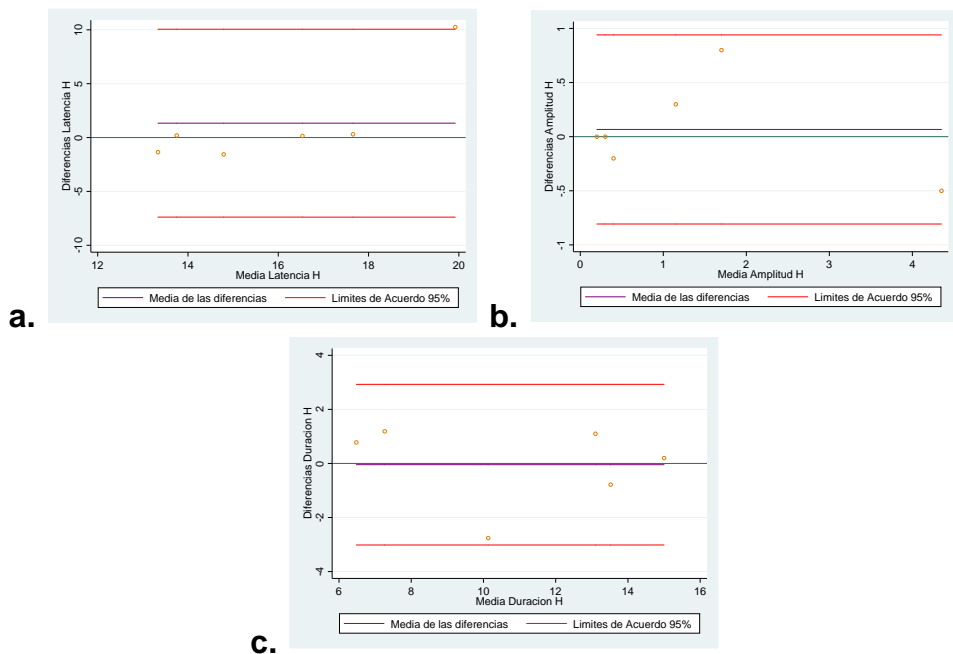 10
5
0
-5
-10
Diferencias Latencia H
12 14 16 18 20
Media Latencia H
Media de las diferencias Limites de Acuerdo 95%
a.
1
.5
0
-.5
-1
Diferencias Amplitud H
0 1 2 3 4
Media Amplitud H
Media de las diferencias Limites de Acuerdo 95%
b.
4
2
0
-2
-4
Diferencias Duracion H
6 8 10 12 14 16
Media Duracion H
Media de las diferencias Limites de Acuerdo 95%
c.